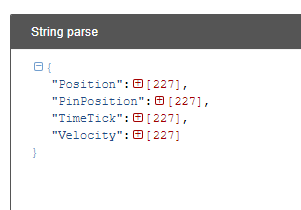 String parse
{
"Position":[227],
"PinPosition":[227],
"TimeTick":[227],
"Velocity":[227]
}